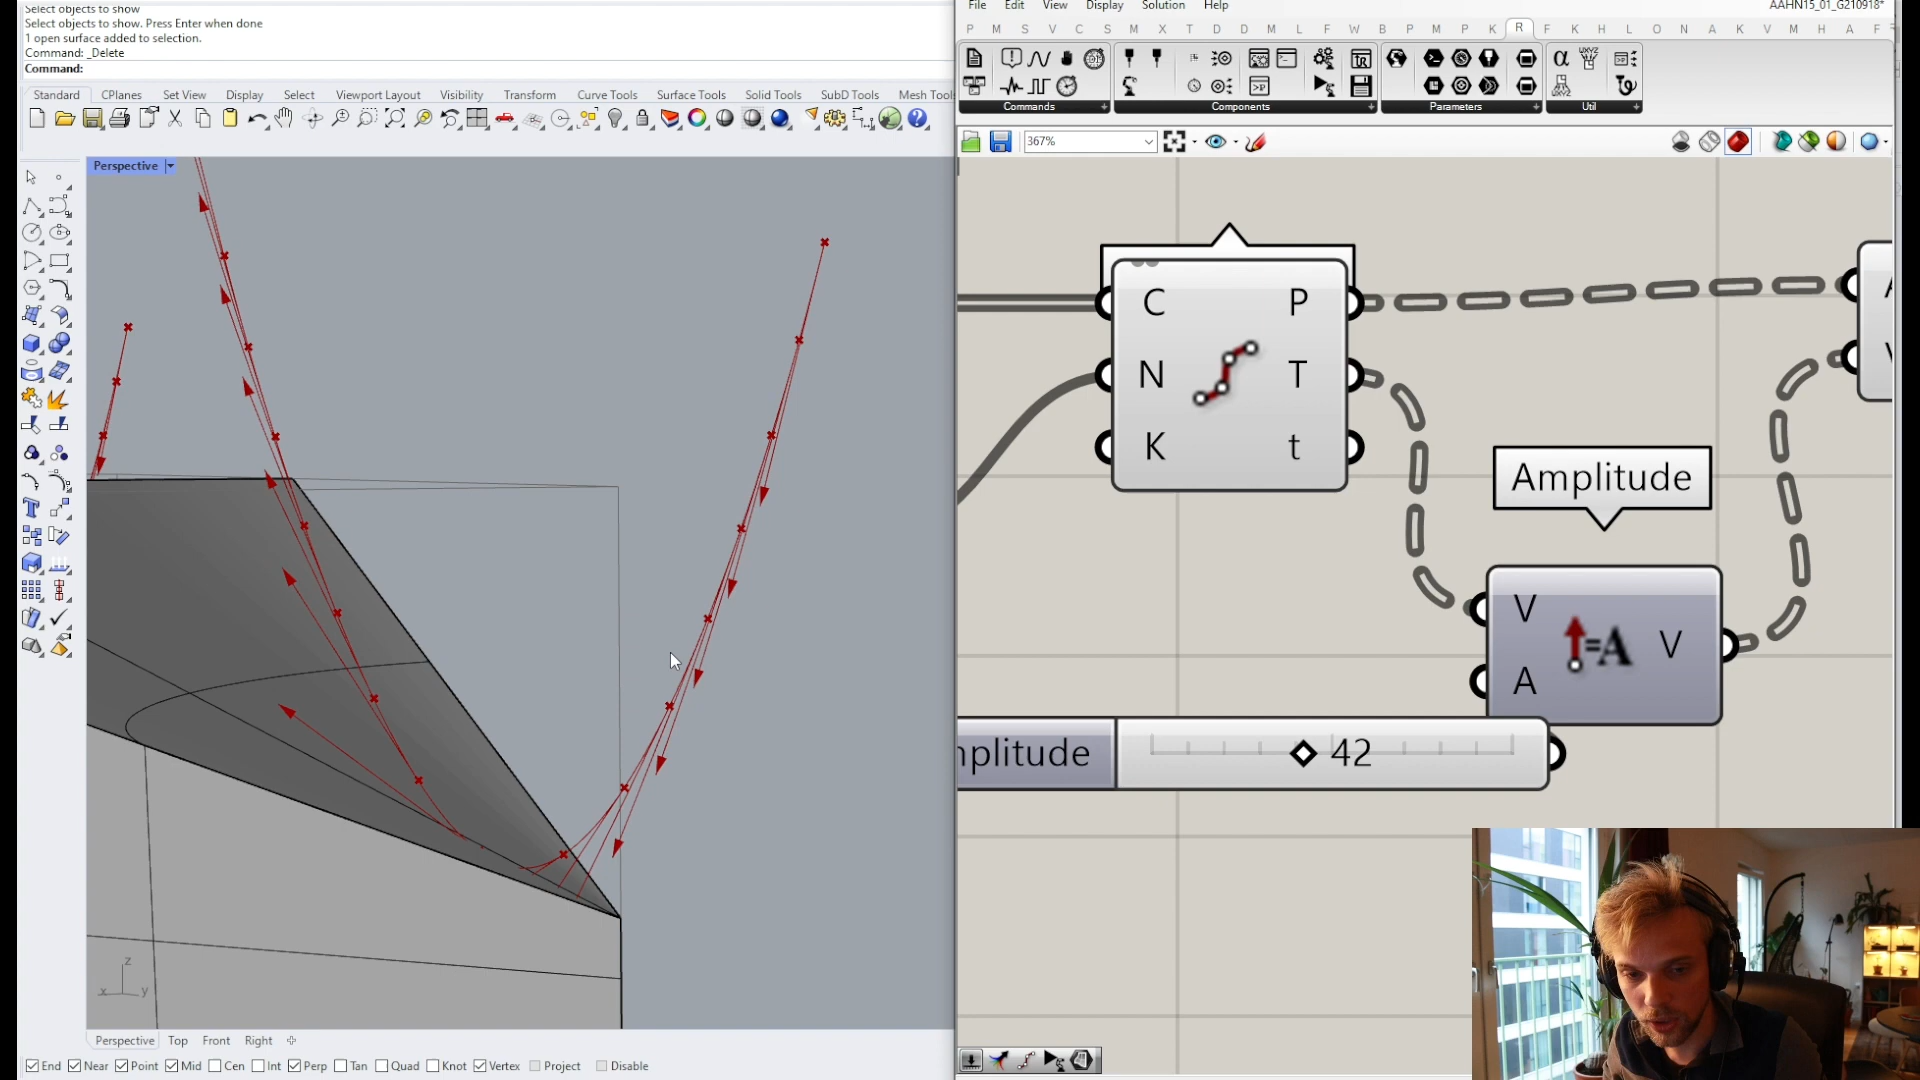 Select objects to show
Select objects to show. Press Enter when done
1 open surface added to selection.
Command: _Delete
Command:
Standard CPlanes Set View Display Select Viewport Layout Visibility Transform Curve Tools Surface Tools Solid Tools SubD Tools Mesh Tool
Perspective
z
x y
Perspective Top Front Right
End Near Point Mid Cen Int Perp Tan Quad Knot Vertex Project Disable
File Edit View Display Solution Help
AAHN15_01_G210918*
P M S V C S M X T D D M L F W B K M D A B P M P K R F K H L O N A K V M H A F
Commands Components Parameters Util
367%
C P
N T
K t
Amplitude
V =A V
A
mplitude 42